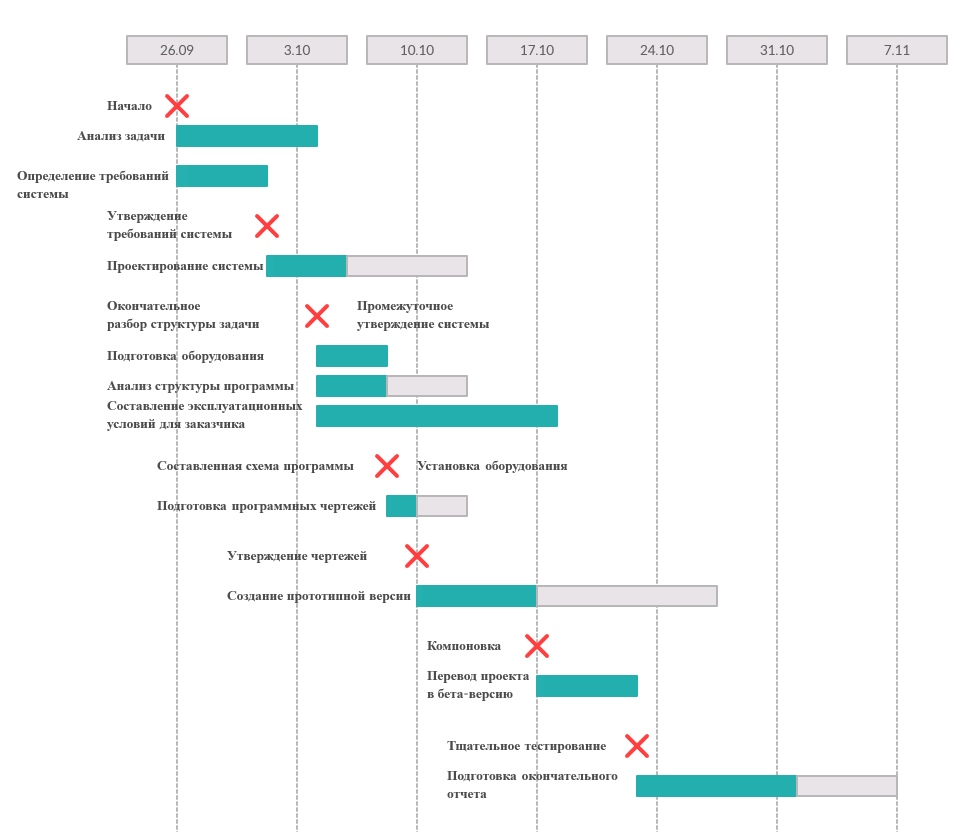 26.09
3.10
10.10
17.10
24.10
31.10
7.11
Начало
Анализ задачи
Определение требований
системы
Утверждение
требований системы
Проектирование системы
Окончательное
разбор структуры задачи
Промежуточное
утверждение системы
Подготовка оборудования
Анализ структуры программы
Составление эксплуатационных
условий для заказчика
Составленная схема программы
Установка оборудования
Подготовка программных чертежей
Утверждение чертежей
Создание прототипной версии
Компоновка
Перевод проекта
в бета-версию
Тщательное тестирование
Подготовка окончательного
отчета